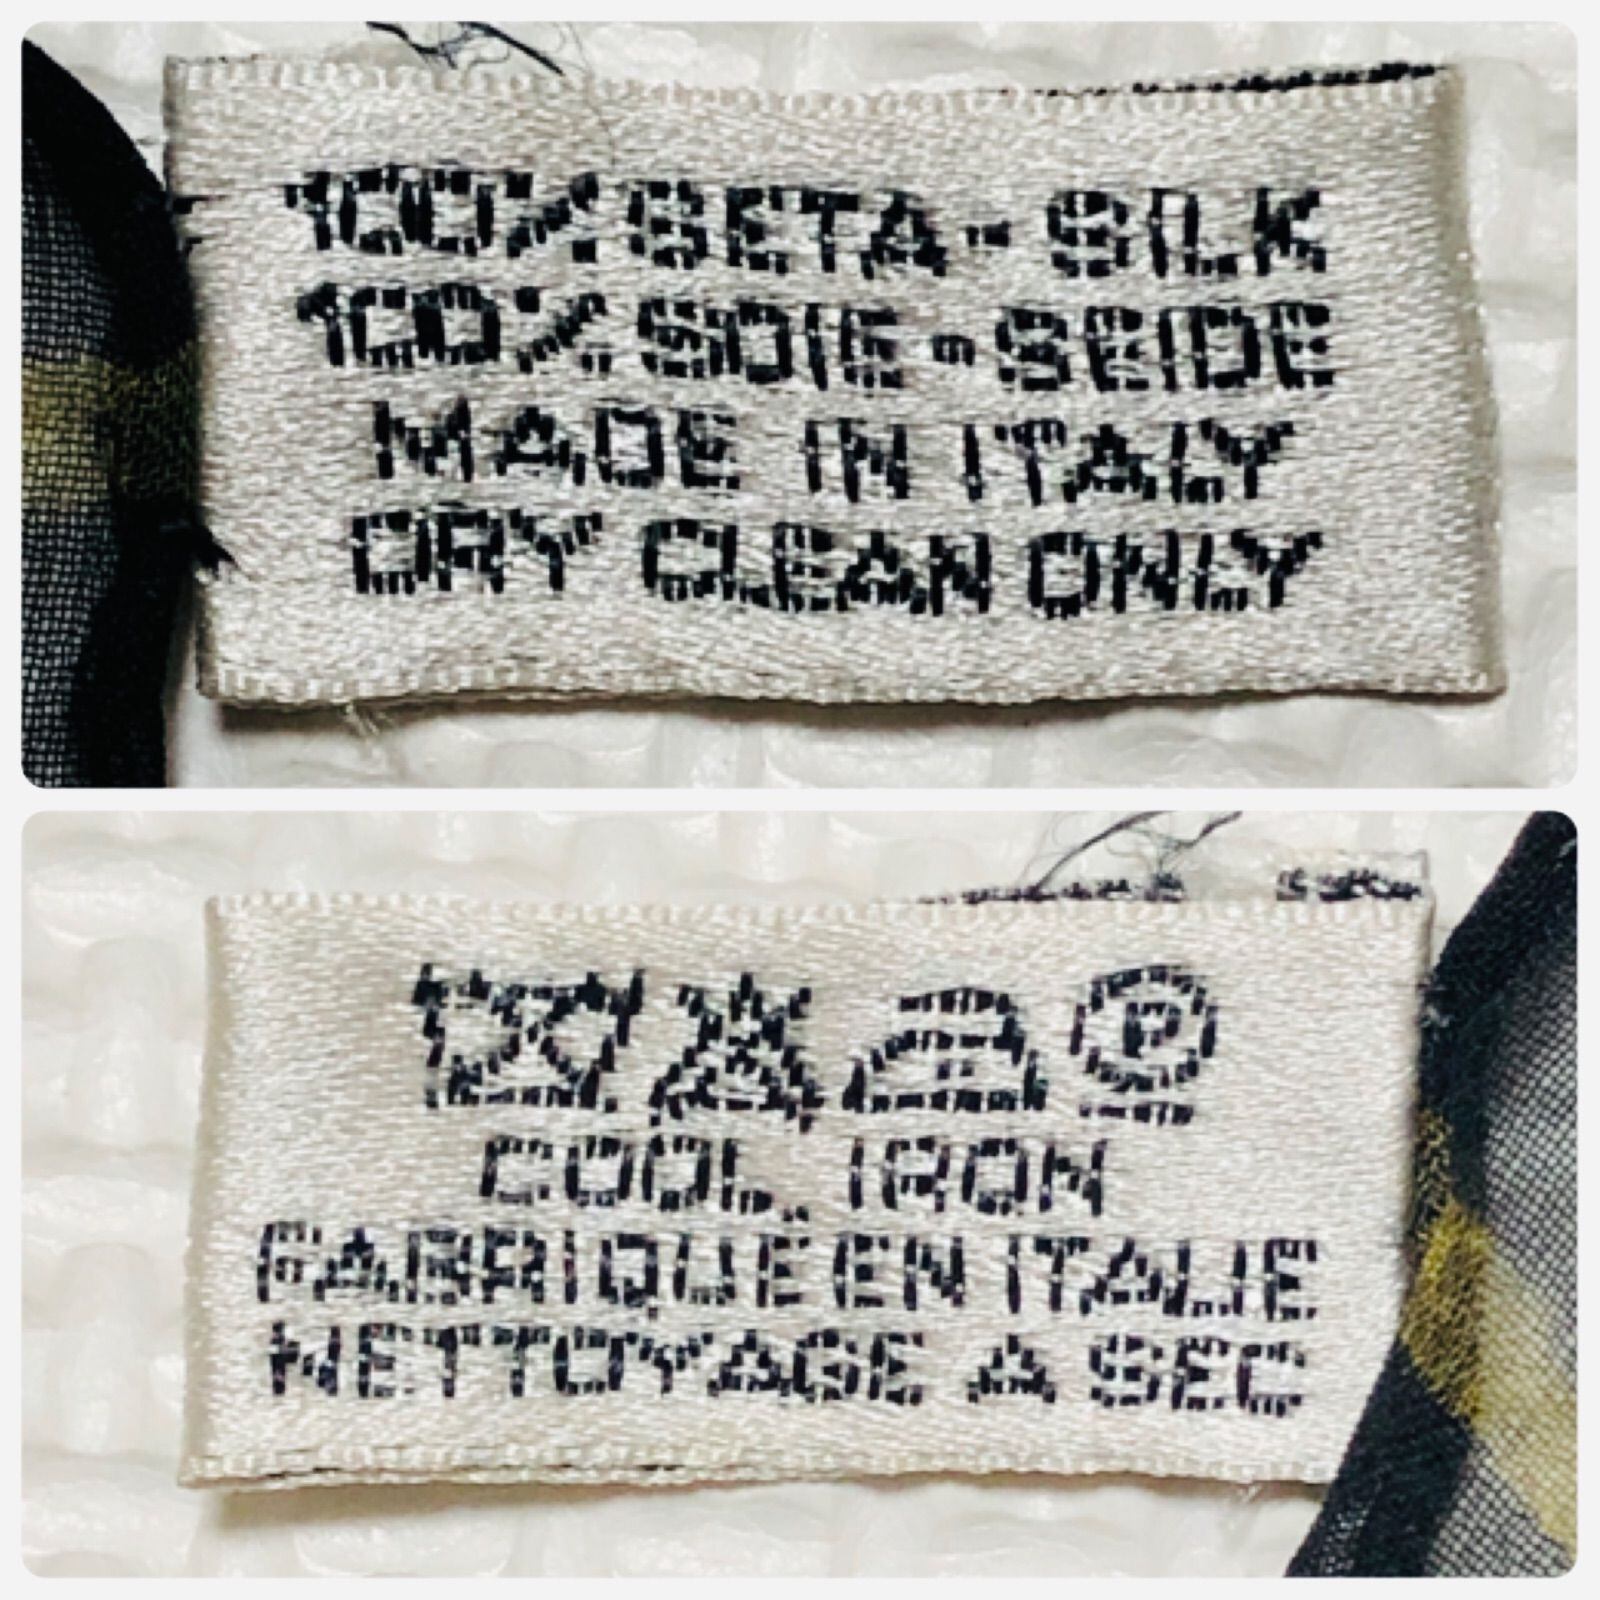 100% SETA - SILK
100% SOIE - SEIDE
MADE IN ITALY
DRY CLEAN ONLY
P
COOL IRON
FABRIQUE EN ITALIE
NETTOYAGE A SEC